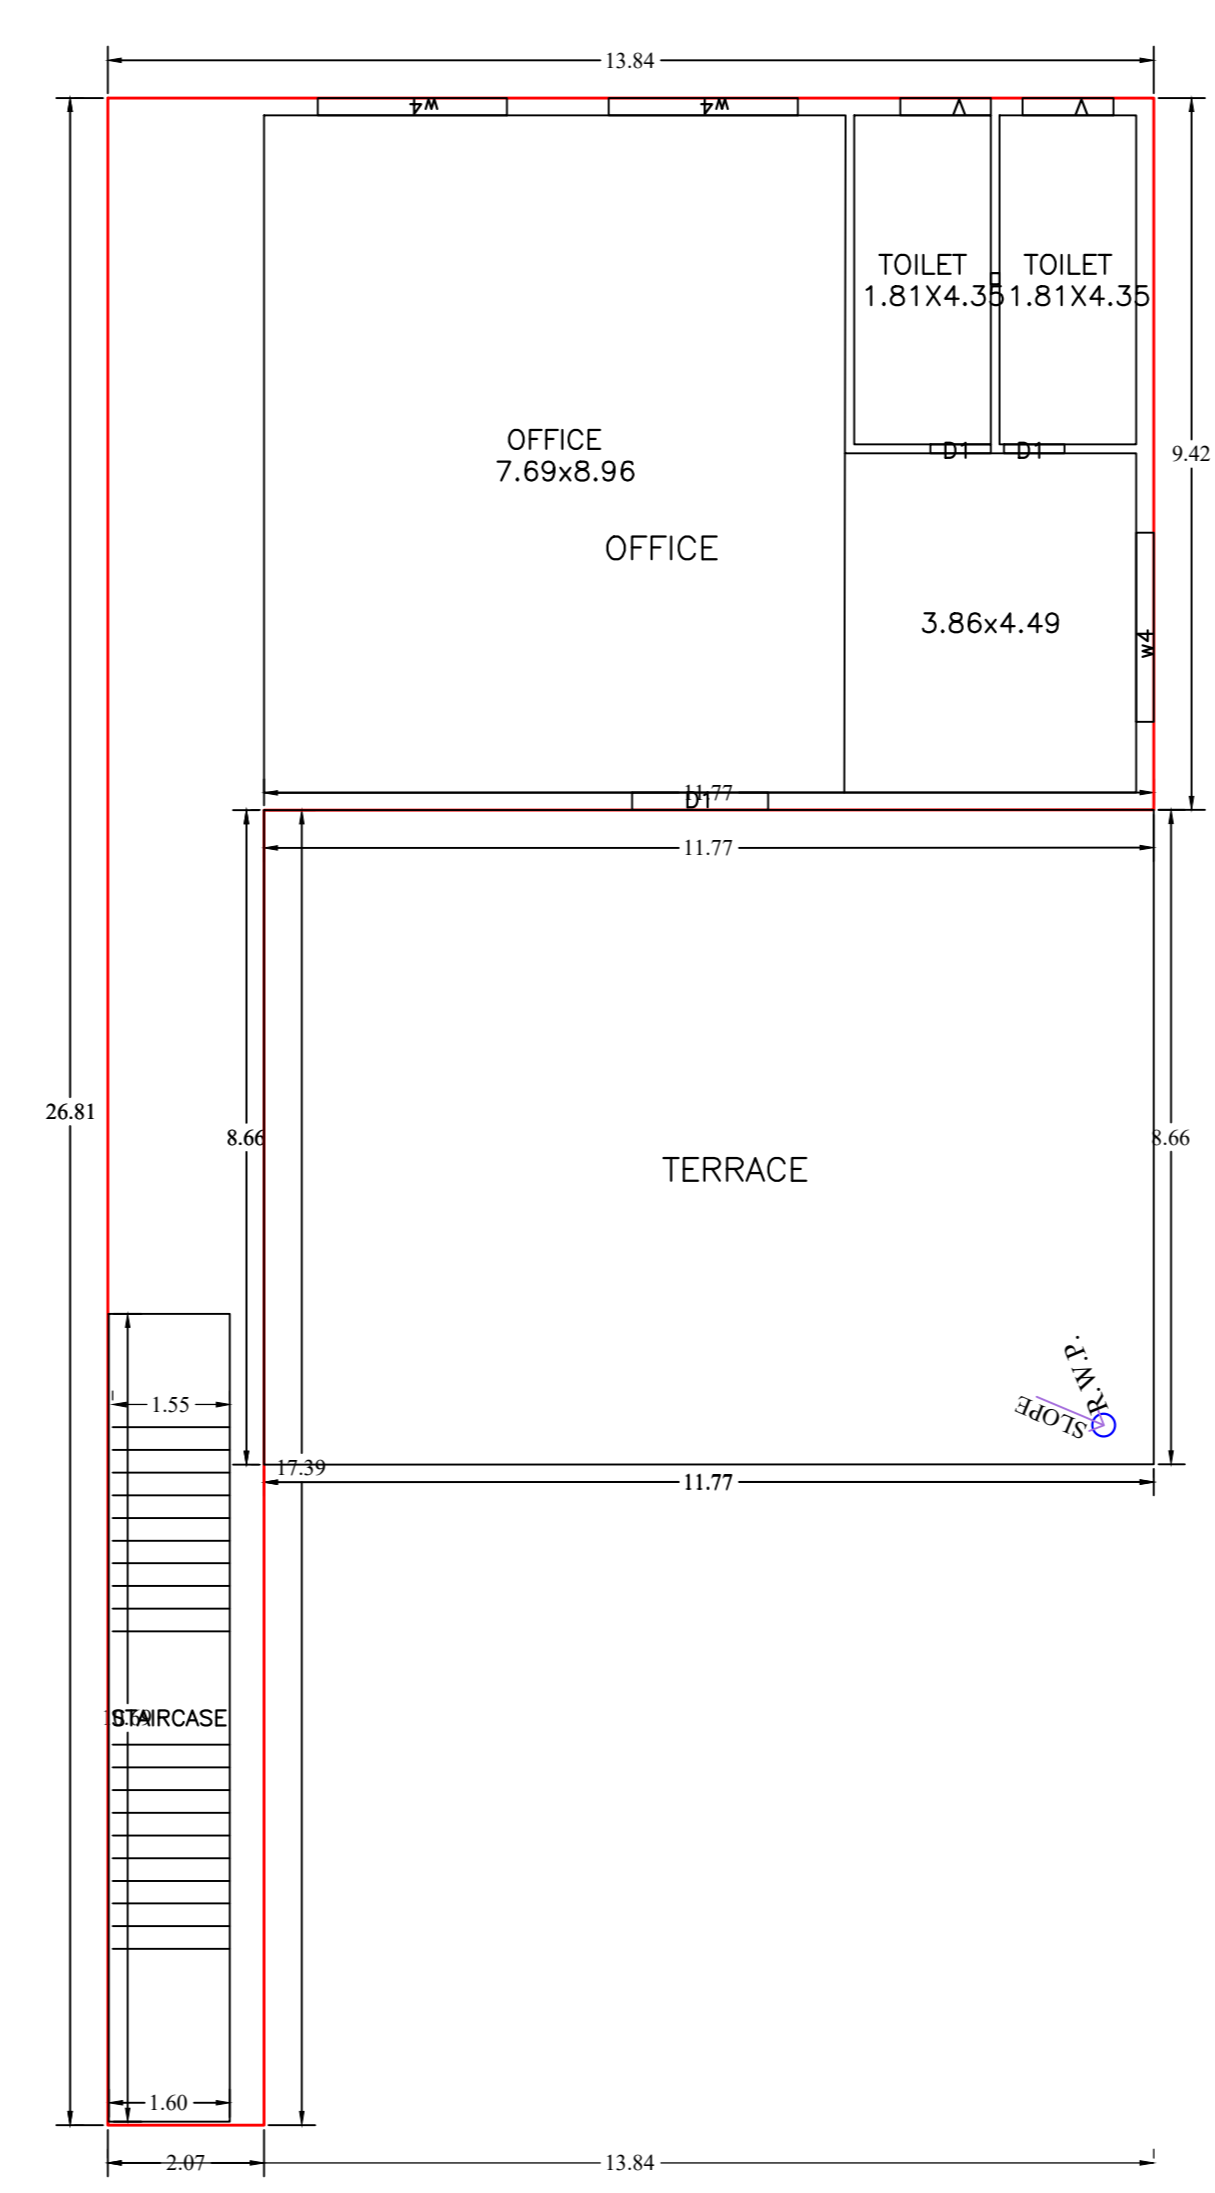 13.84
w4
w4
V
V
TOILET
1.81X4.35
TOILET
1.81X4.35
D
OFFICE
7.69x8.96
D1
D1
9.42
OFFICE
3.86x4.49
w4
11.77
D1
11.77
26.81
8.66
8.66
TERRACE
R.W.P.
SLOPE
1.55
17.39
11.77
STAIRCASE
1.60
2.07
13.84